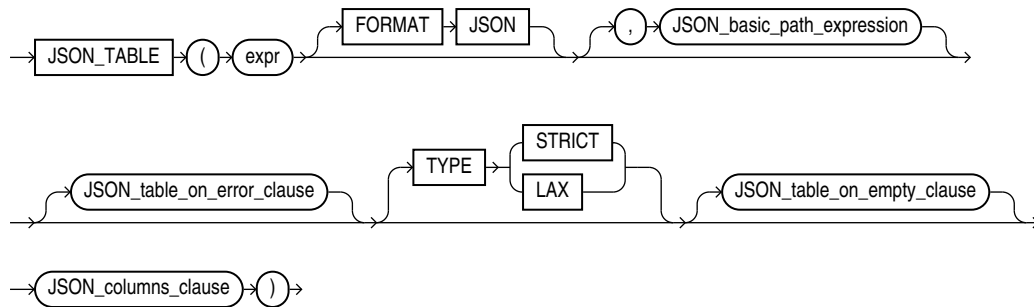 FORMAT JSON , JSON_basic_path_expression
JSON_TABLE ( expr
STRICT
TYPE
LAX
JSON_table_on_error_clause JSON_table_on_empty_clause
JSON_columns_clause )